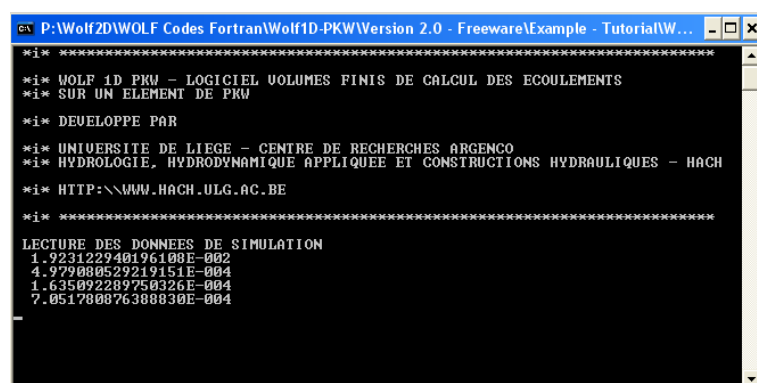 P:\Wolf2D\WOLF Codes Fortran\Wolf1D-PKW\Version 2.0 - Freeware\Example - Tutorial\W...
*i* **********************************************************************
*i* WOLF 1D PKW - LOGICIEL VOLUMES FINIS DE CALCUL DES ECOULEMENTS
*i* SUR UN ELEMENT DE PKW
*i* DEVELOPPE PAR
*i* UNIVERSITE DE LIEGE - CENTRE DE RECHERCHES ARGENCO
*i* HYDROLOGIE, HYDRODYNAMIQUE APPLIQUEE ET CONSTRUCTIONS HYDRAULIQUES - HACH
*i* HTTP:\\WWW.HACH.ULG.AC.BE
*i* **********************************************************************
LECTURE DES DONNEES DE SIMULATION
1.923122940196108E-002
4.979080529219151E-004
1.635092289750326E-004
7.051780876388830E-004